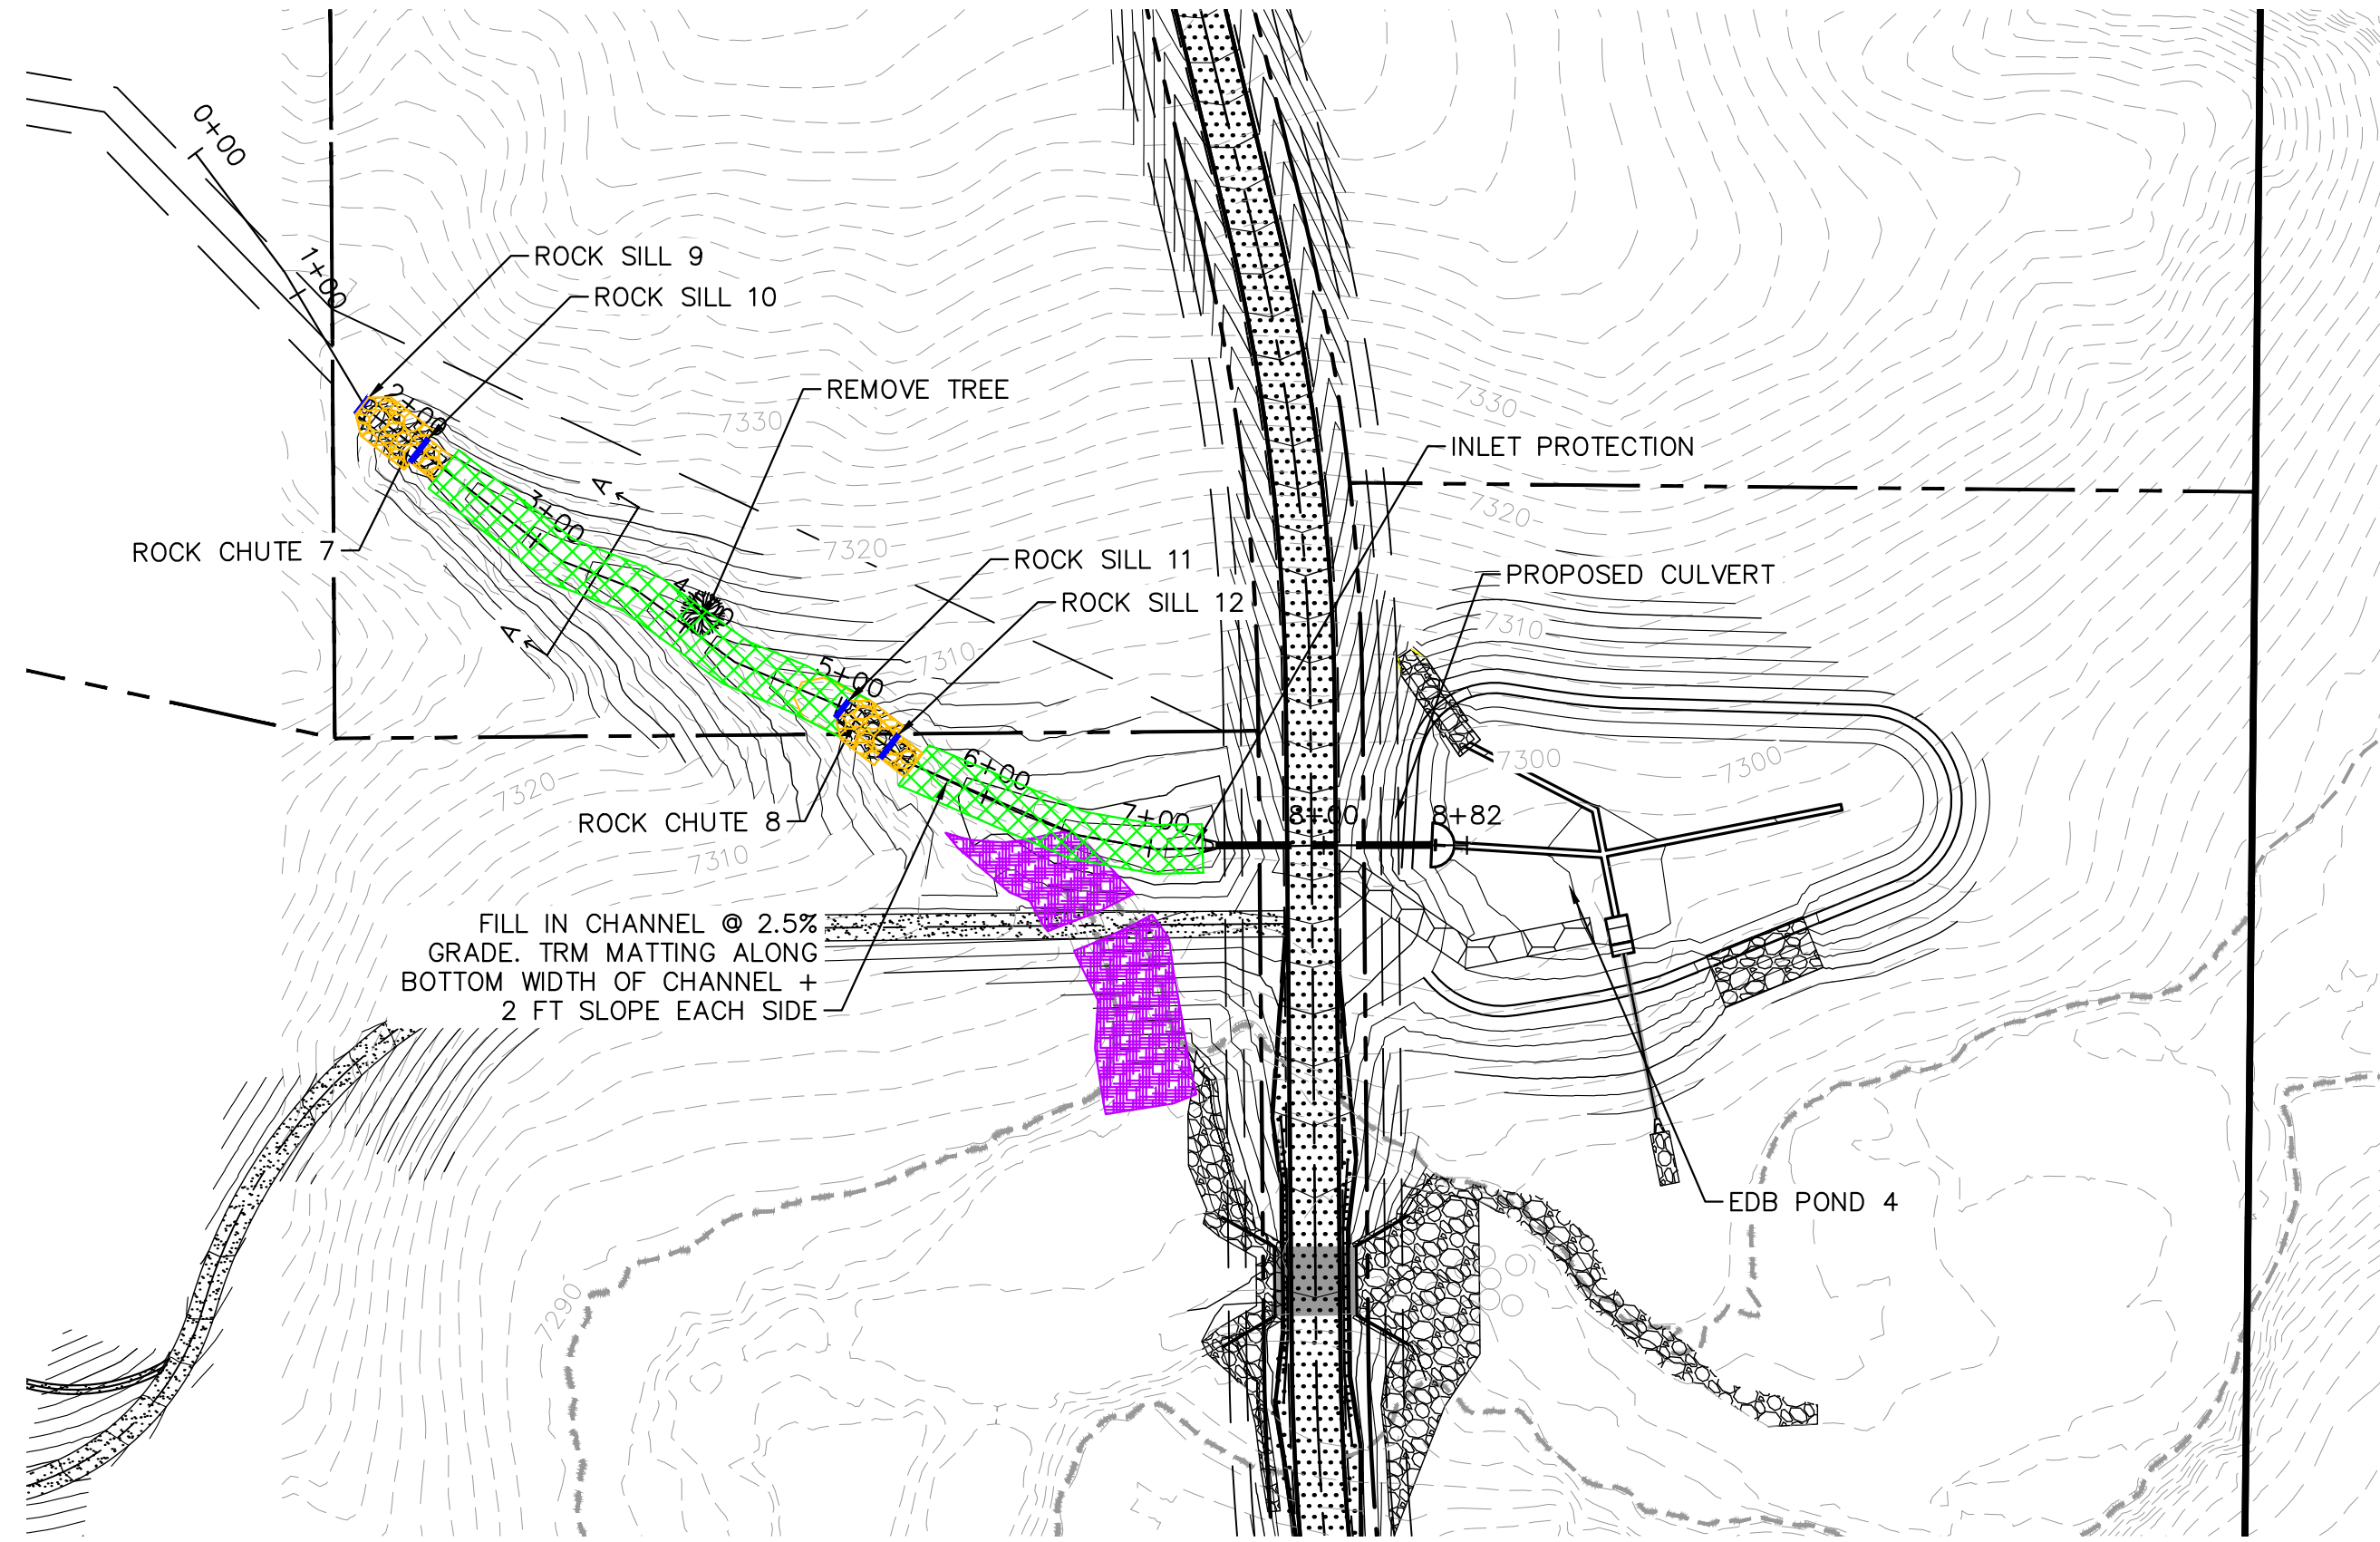 0+00
1+00
ROCK SILL 9
ROCK SILL 10
2+00
REMOVE TREE
7330
7330
INLET PROTECTION
A
3+00
7320
7320
ROCK CHUTE 7
ROCK SILL 11
PROPOSED CULVERT
ROCK SILL 12
A
7310
7310
5+00
6+00
7300
7300
7320
7+00
8+00
8+82
ROCK CHUTE 8
7310
FILL IN CHANNEL @ 2.5%
GRADE. TRM MATTING ALONG
BOTTOM WIDTH OF CHANNEL +
2 FT SLOPE EACH SIDE
EDB POND 4
7290